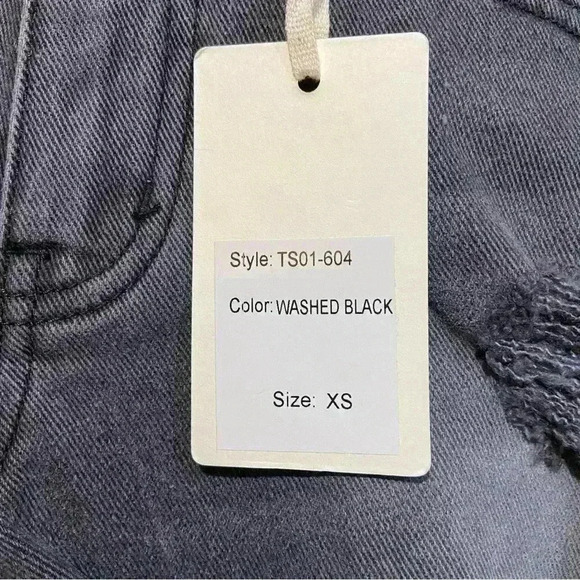 Style: TS01-604
Color: WASHED BLACK
Size: XS